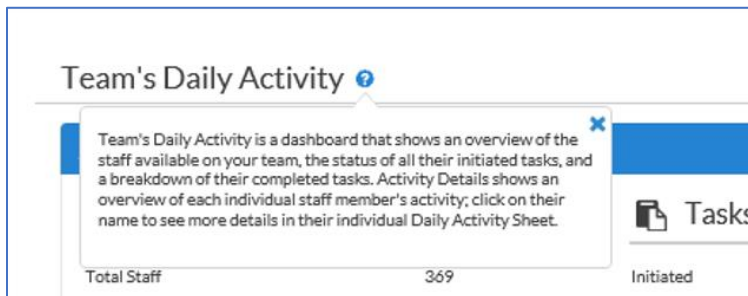 Team's Daily Activity
Team's Daily Activity is a dashboard that shows an overview of the
staff available on your team, the status of all their initiated tasks, and
a breakdown of their completed tasks. Activity Details shows an
overview of each individual staff member's activity; click on their
name to see more details in their individual Daily Activity Sheet.
Tasks
Total Staff 369 Initiated